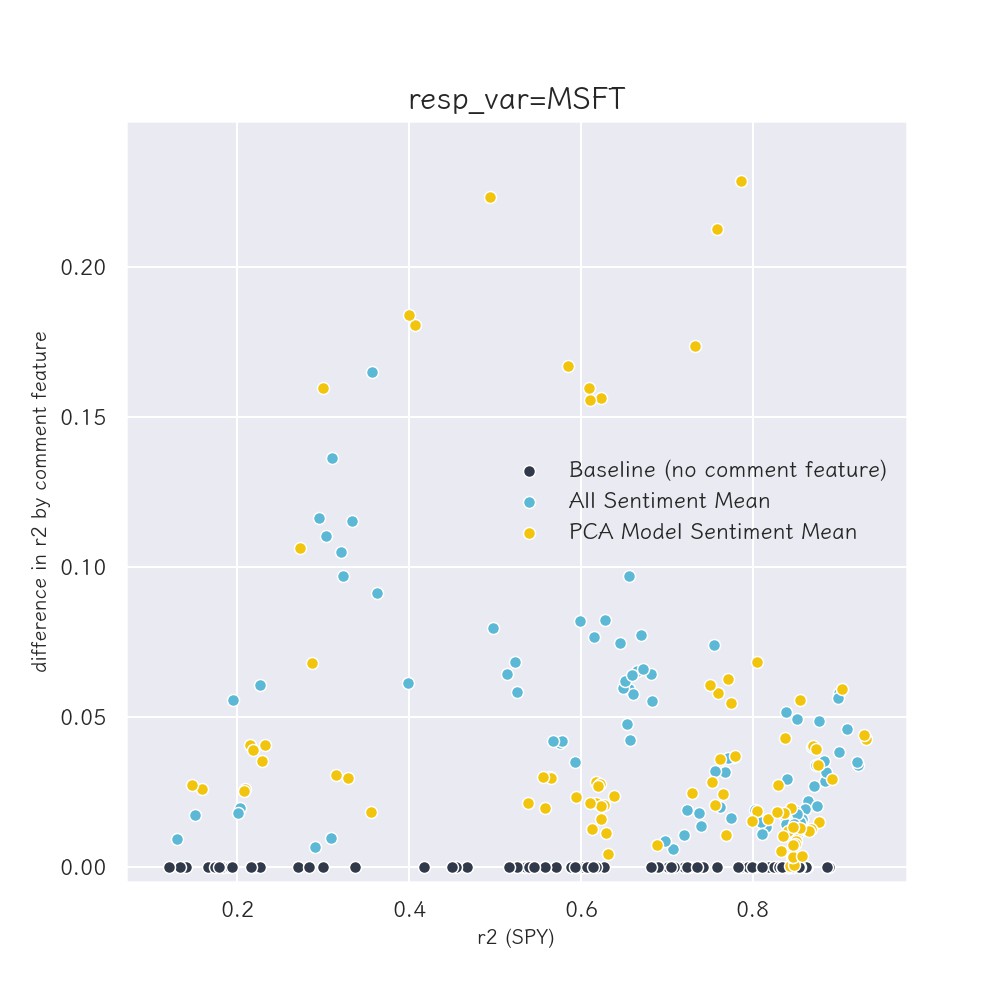 resp_var=MSFT
difference in r2 by comment feature
0.20
0.15
0.10
0.05
0.00
Baseline (no comment feature)
All Sentiment Mean
PCA Model Sentiment Mean
0.2 0.4 0.6 0.8
r2 (SPY)